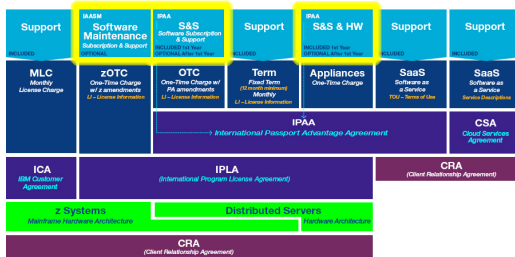 Support
INCLUDED
IAASM
Software
Maintenance
Subscription & Support
OPTIONAL
IPAA
S&S
Software Subscription
& Support
INCLUDED 1st Year
OPTIONAL After 1st Year
Support
INCLUDED
IPAA
S&S & HW
INCLUDED 1st Year
OPTIONAL After 1st Year
Support
INCLUDED
Support
INCLUDED
MLC
Monthly
License Charge
zOTC
One-Time Charge
w/ z amendments
LI – License Information
OTC
One-Time Charge w/
PA amendments
LI – License Information
Term
Fixed Term
(12 month minimum)
Monthly
LI – License Information
Appliances
One-Time Charge
SaaS
Software as
a Service
TOU – Terms of Use
SaaS
Software as
a Service
Service Descriptions
IPAA
International Passport Advantage Agreement
CSA
Cloud Services
Agreement
ICA
IBM Customer
Agreement
IPLA
(International Program License Agreement)
CRA
(Client Relationship Agreement)
z Systems
Mainframe Hardware Architecture
Distributed Servers
Hardware Architecture
CRA
(Client Relationship Agreement)